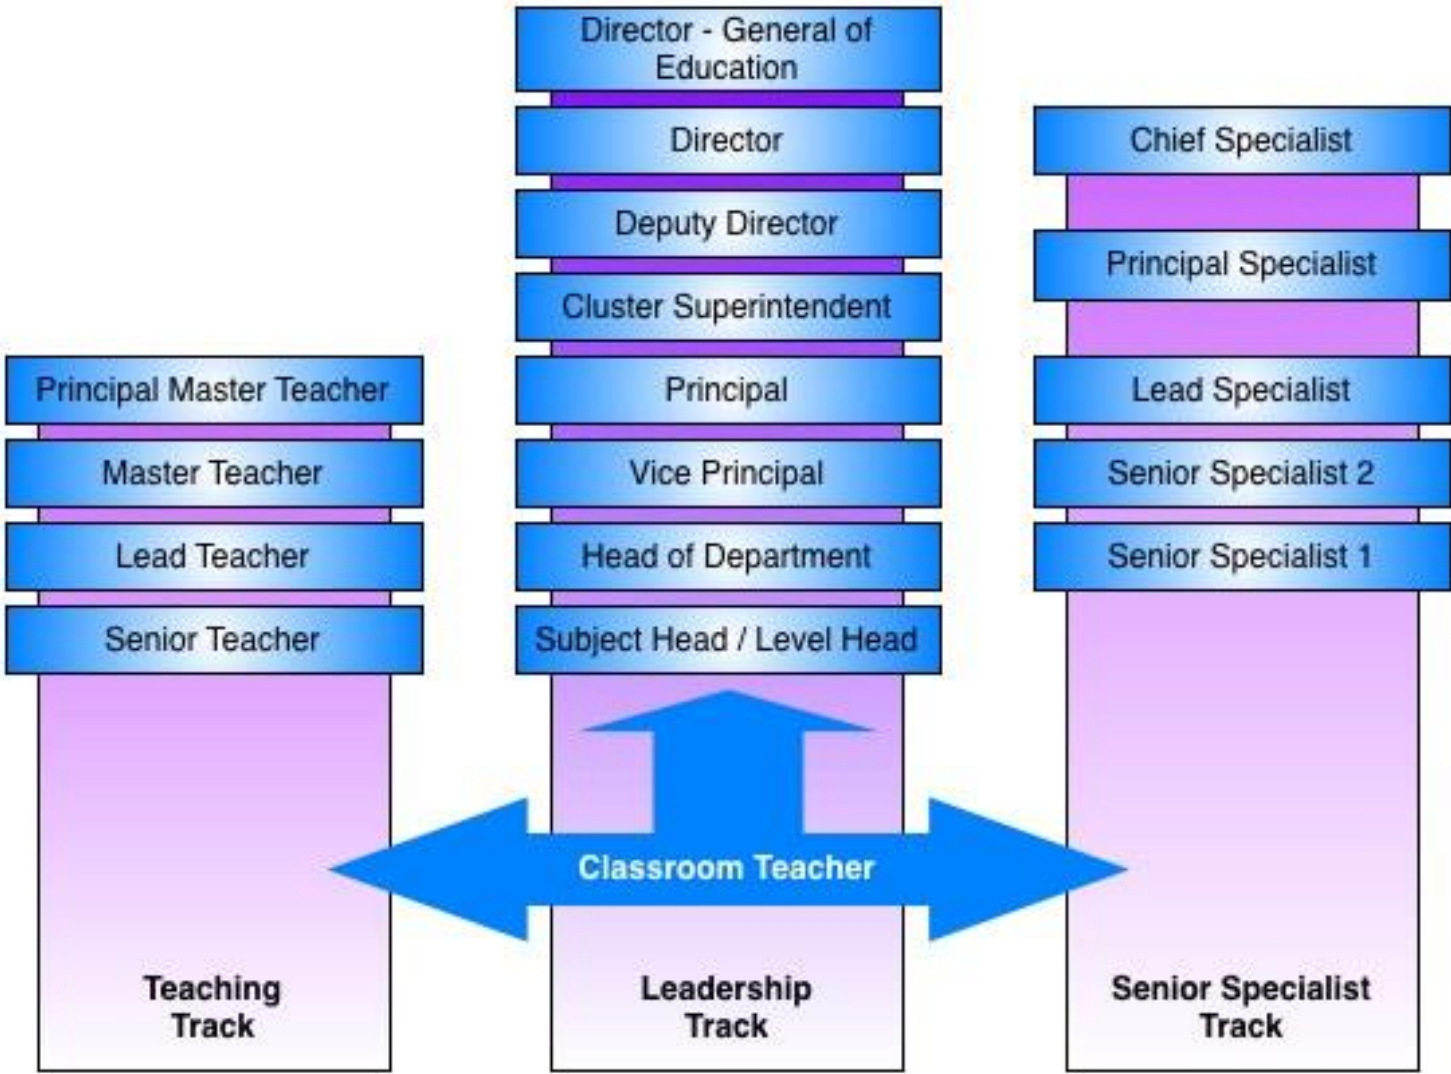 Director - General of
Education
Director
Deputy Director
Cluster Superintendent
Principal
Vice Principal
Head of Department
Subject Head / Level Head
Chief Specialist
Principal Specialist
Lead Specialist
Senior Specialist 2
Senior Specialist 1
Principal Master Teacher
Master Teacher
Lead Teacher
Senior Teacher
Classroom Teacher
Teaching
Track
Leadership
Track
Senior Specialist
Track